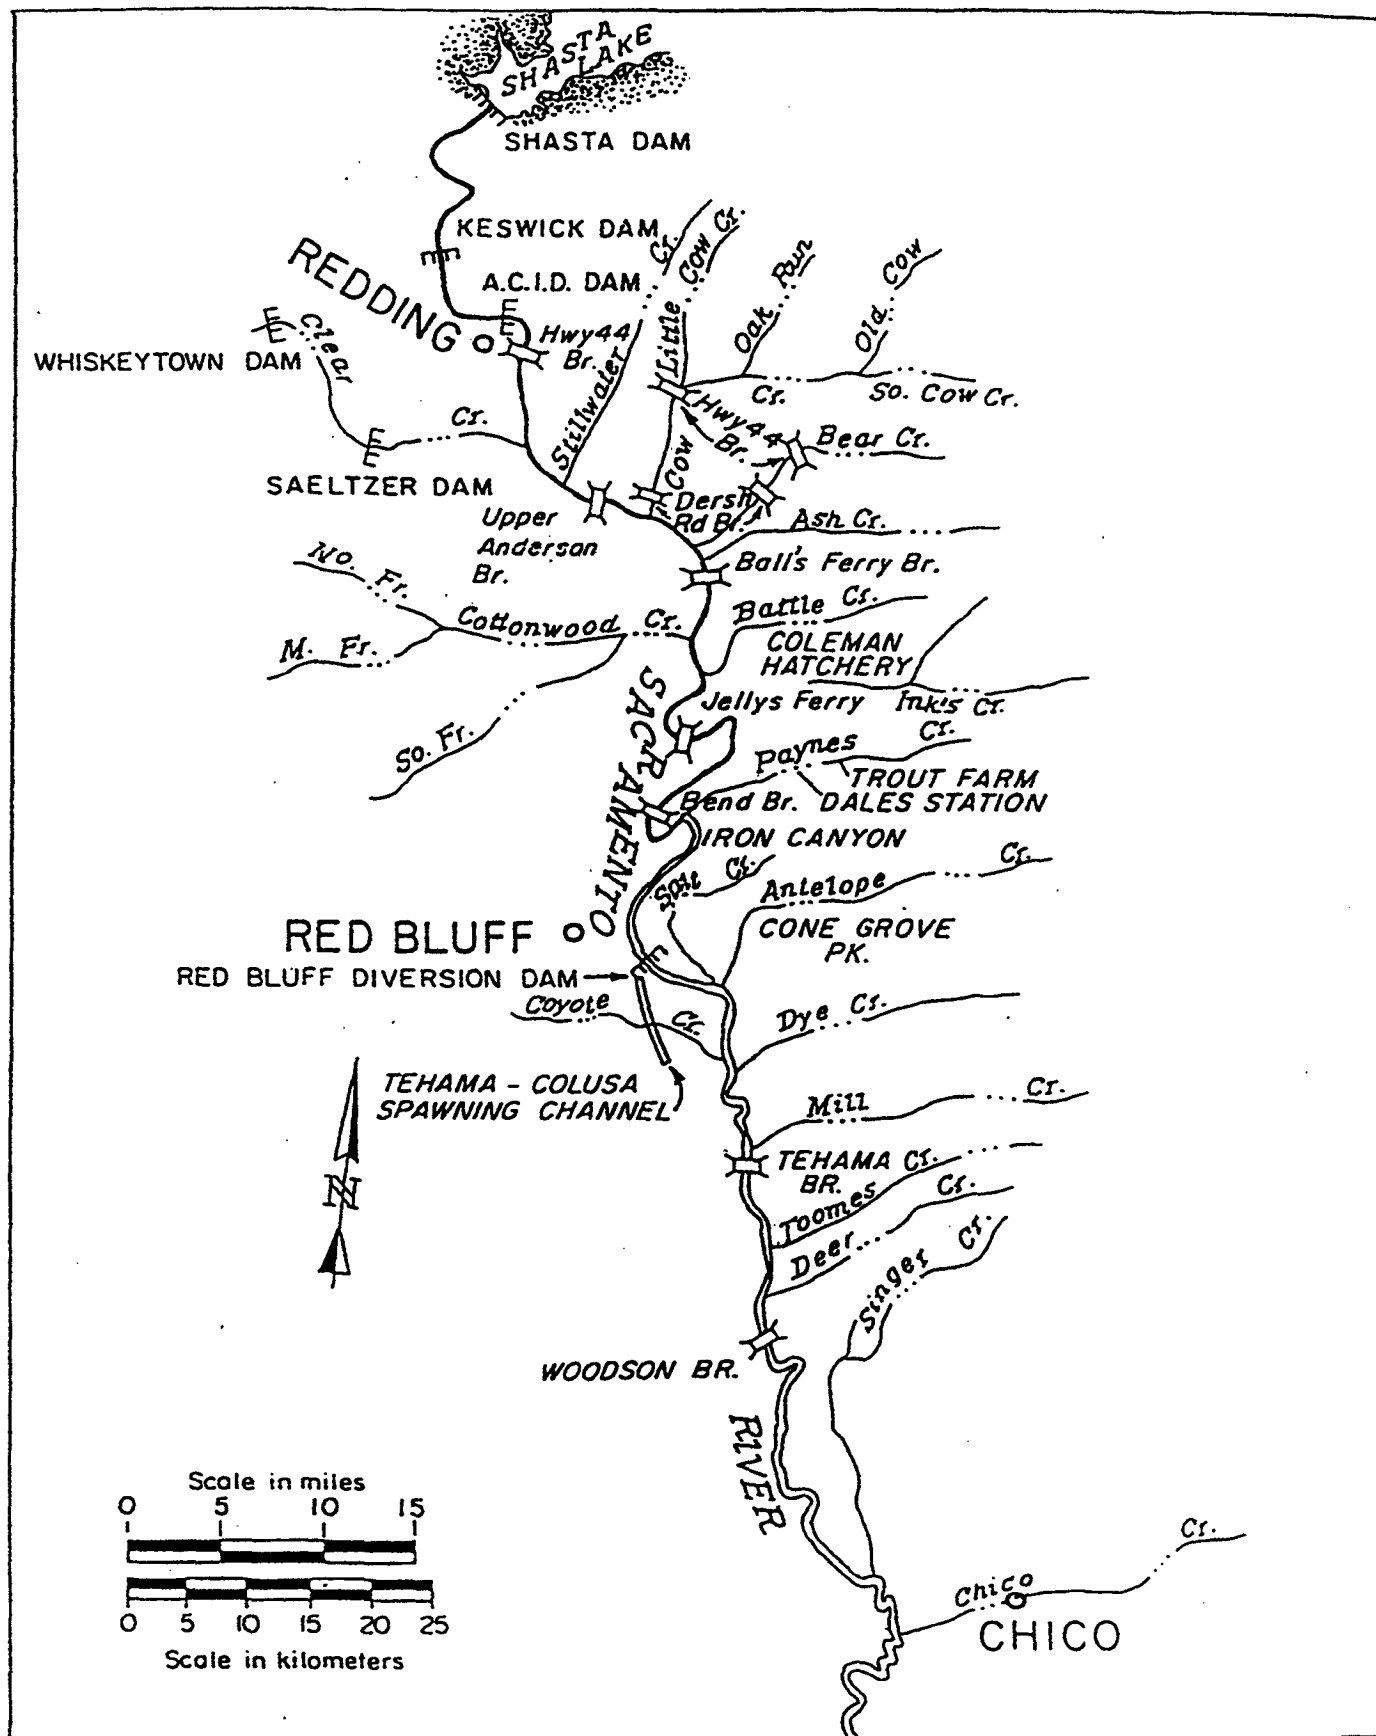 SHASTA
LAKE
SHASTA DAM
KESWICK DAM
REDDING
A.C.I.D. DAM
Hwy 44
Br.
Stillwater
Cr.
Little
Cow Cr.
Oak Run
Old Cow
Cr.
So. Cow Cr.
WHISKEYTOWN DAM
Clear
Cr.
SAELTZER DAM
Hwy 44
Br.
Bear Cr.
Cow
Dersh
Rd Br.
Ash Cr.
Upper
Anderson
Br.
Ball's Ferry Br.
No. Fr.
M. Fr.
Cottonwood Cr.
So. Fr.
Battle Cr.
COLEMAN
HATCHERY
Jellys Ferry
Ink's Cr.
SACRAMENTO
Paynes Cr.
TROUT FARM
DALES STATION
Bend Br.
IRON CANYON
Salt Cr.
Antelope Cr.
CONE GROVE
PK.
RED BLUFF
RED BLUFF DIVERSION DAM
Coyote Cr.
Dye Cr.
TEHAMA - COLUSA
SPAWNING CHANNEL
Mill Cr.
N
TEHAMA
BR.
Toomes Cr.
Deer Cr.
Singer Cr.
WOODSON BR.
RIVER
Scale in miles
0 5 10 15
0 5 10 15 20 25
Scale in kilometers
Chico Cr.
CHICO